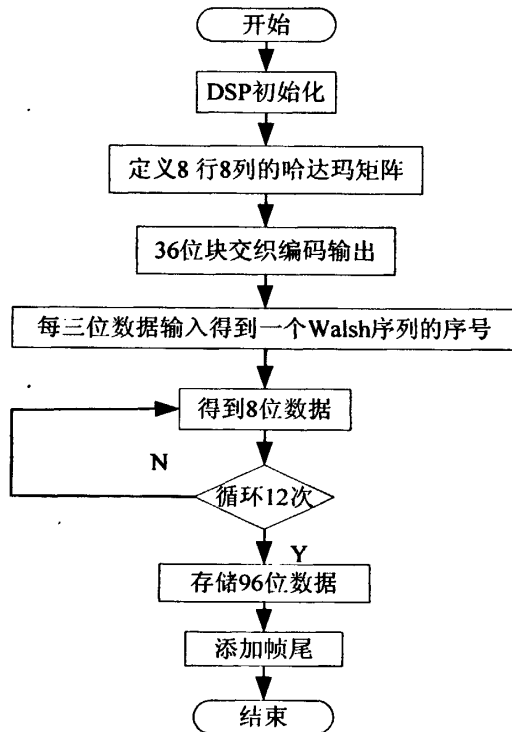 开始
DSP初始化
定义8 行8列的哈达玛矩阵
36位块交织编码输出
每三位数据输入得到一个Walsh序列的序号
得到8位数据
N
循环12次
Y
存储96位数据
添加帧尾
结束